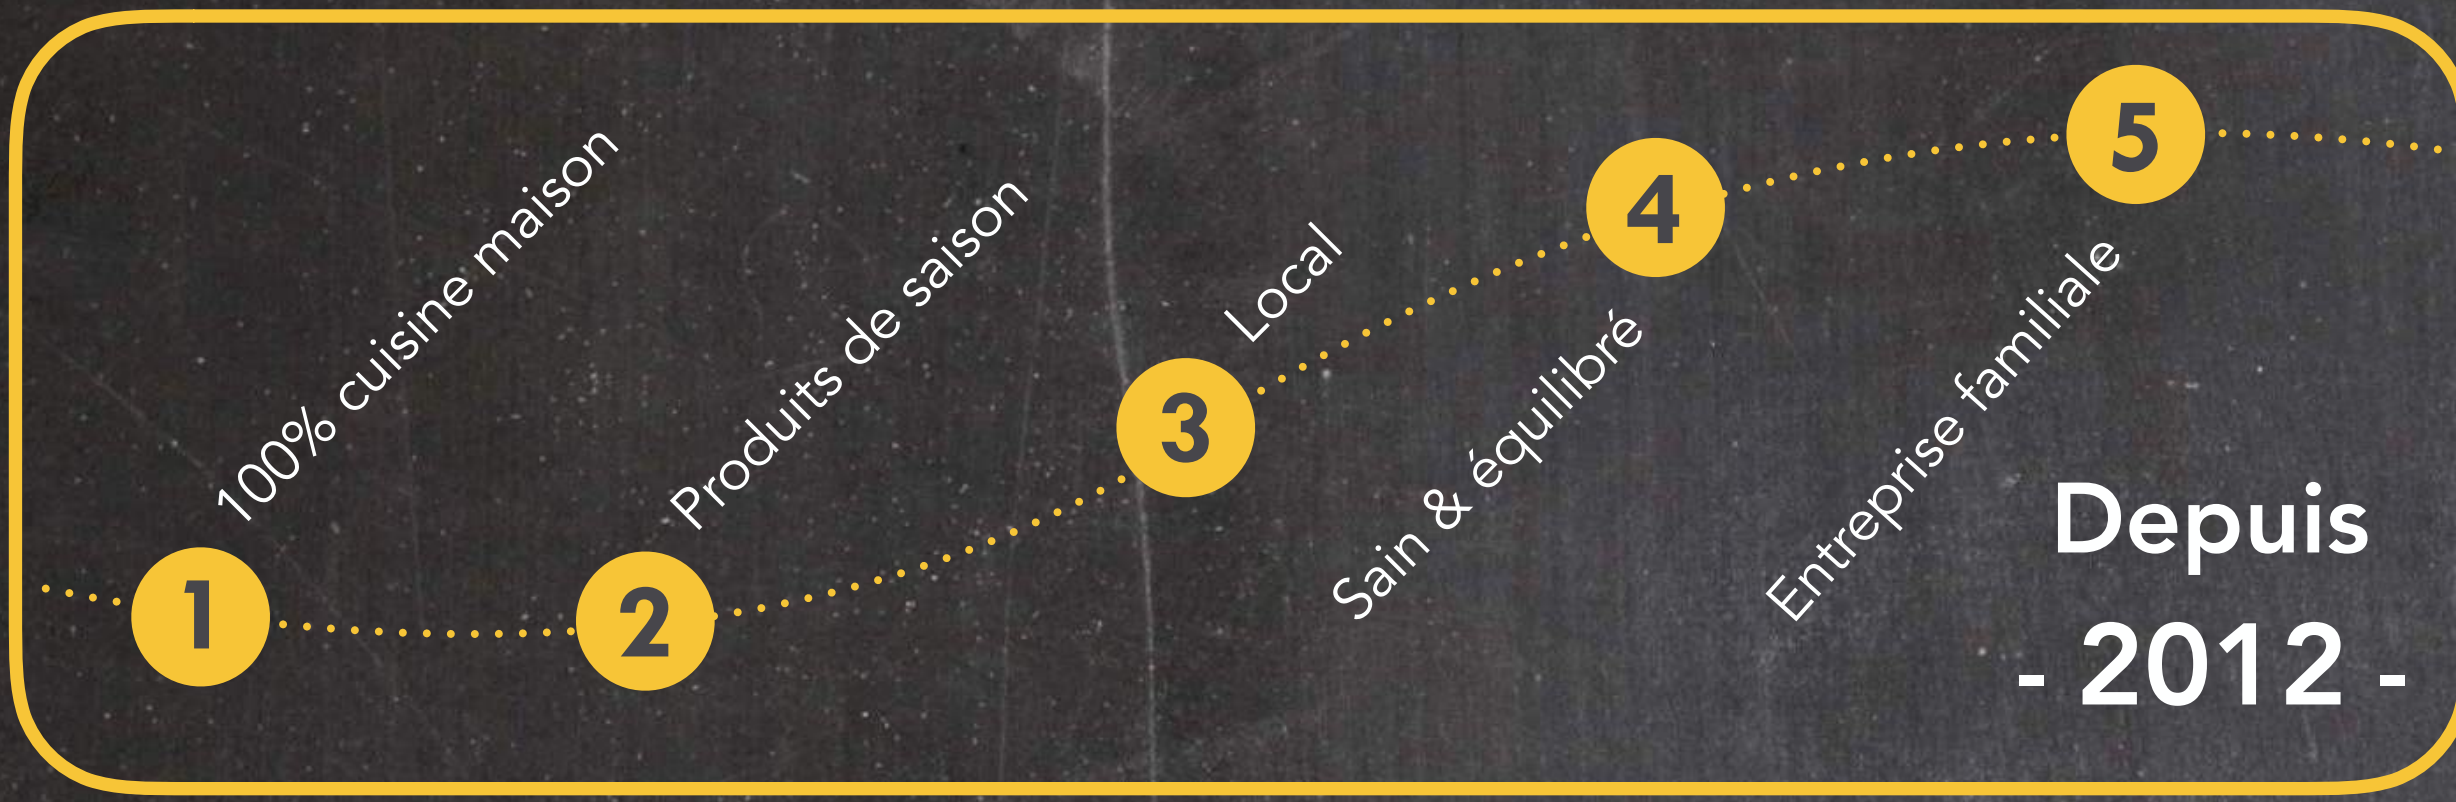 1
100% cuisine maison
2
Produits de saison
3
Local
4
Sain & équilibré
5
Entreprise familiale
Depuis
- 2012 -